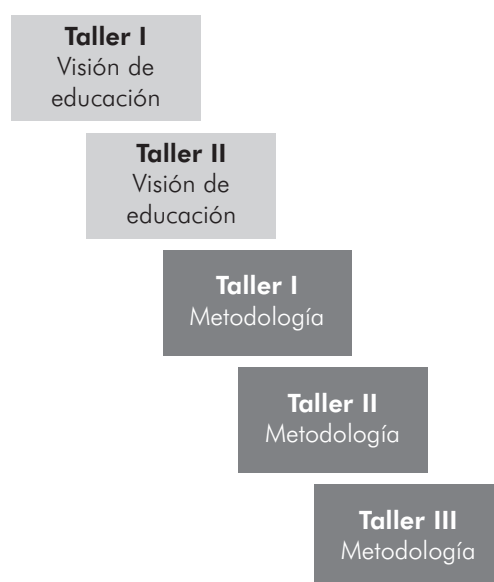 Taller I
Visión de
educación
Taller II
Visión de
educación
Taller I
Metodología
Taller II
Metodología
Taller III
Metodología